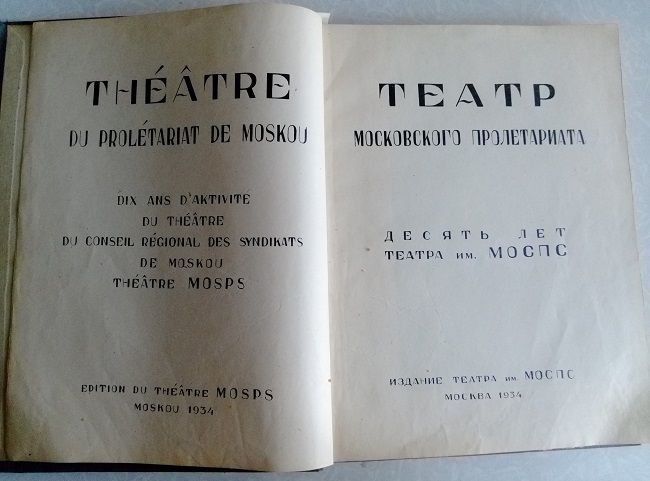 THÉÂTRE
DU PROLÉTARIAT DE MOSKOU
DIX ANS D'AKTIVITE
DU THÉÂTRE
DU CONSEIL RÉGIONAL DES SYNDIKATS
DE MOSKOU
THÉÂTRE MOSPS
EDITION DU THÉÂTRE MOSPS
MOSKOU 1934
ТЕАТР
МОСКОВСКОГО ПРОЛЕТАРИАТА
ДЕСЯТЬ ЛЕТ
ТЕАТРА им. МОСПС
ИЗДАНИЕ ТЕАТРА им. МОСПС
МОСКВА 1934